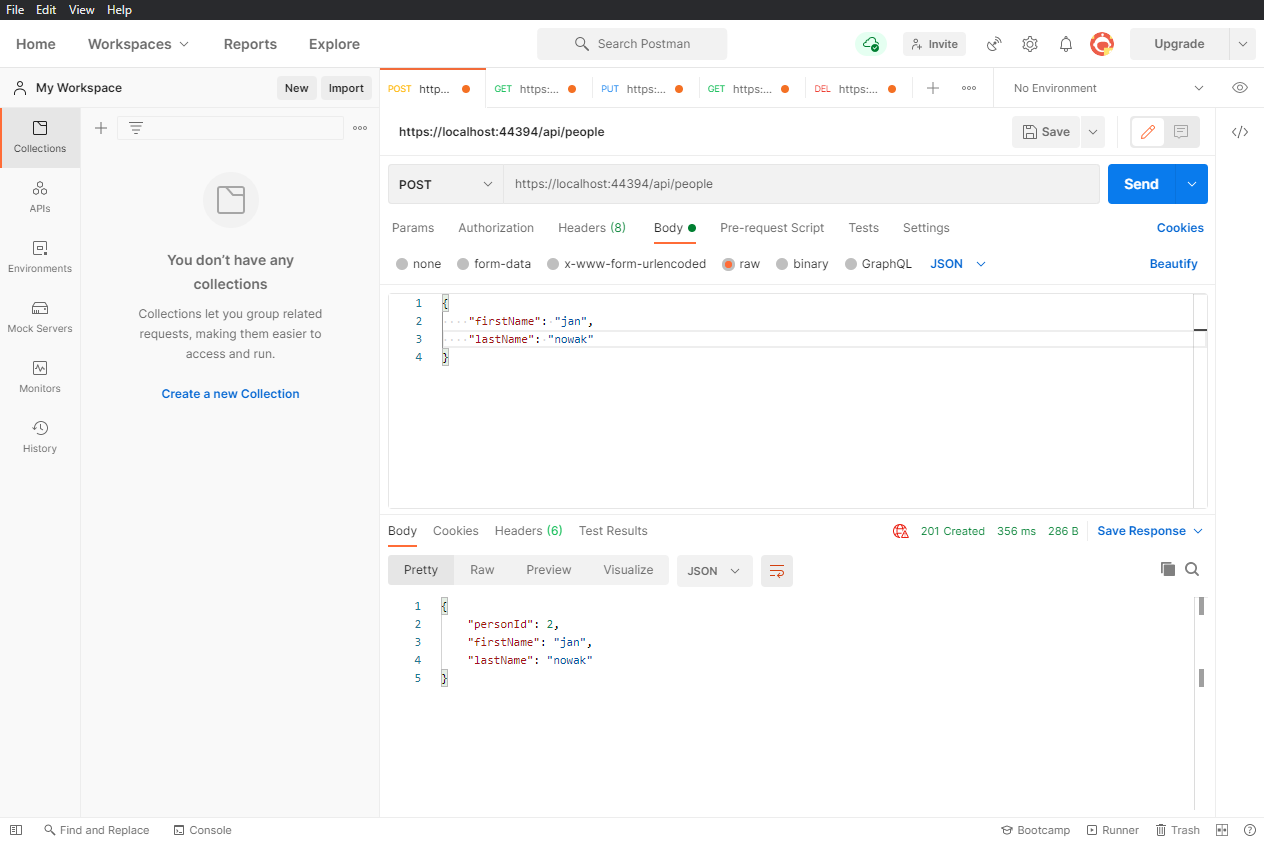 File Edit View Help
Home Workspaces Reports Explore Search Postman Invite Upgrade
My Workspace New Import POST http... GET https:... PUT https:... GET https:... DEL https:... No Environment
Collections
https://localhost:44394/api/people Save
POST https://localhost:44394/api/people Send
APIs
Params Authorization Headers (8) Body Pre-request Script Tests Settings Cookies
none form-data x-www-form-urlencoded raw binary GraphQL JSON Beautify
You don't have any
collections
Environments
Collections let you group related
requests, making them easier to
access and run.
Mock Servers
Create a new Collection
Monitors
History
1 {
2 "firstName": "jan",
3 "lastName": "nowak"
4 }
Body Cookies Headers (6) Test Results 201 Created 356 ms 286 B Save Response
Pretty Raw Preview Visualize JSON
1 {
2 "personId": 2,
3 "firstName": "jan",
4 "lastName": "nowak"
5 }
Find and Replace Console Bootcamp Runner Trash